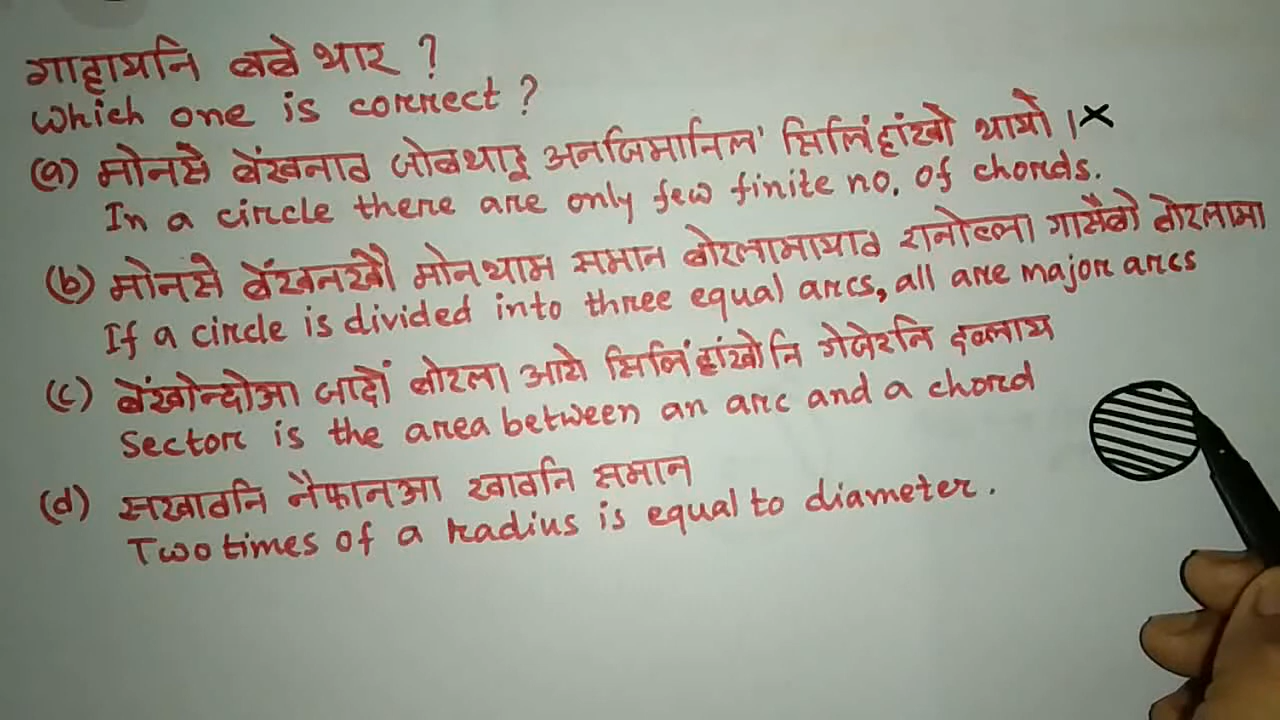 गाहायनि बबे थार ?
Which one is correct ?
(a) मोनसे बेंखनाव जोबथाइ अनजिमानिल' सिलिंहांखो थायो । ×
In a circle there are only few finite no. of chords.
(b) मोनसे बेंखनखौ मोनथाम समान बोरलामायाव रानोब्ला गासैबो बोरलामा
If a circle is divided into three equal arcs, all are major arcs
(c) बेंखोन्दोआ जादों बोरला आरो सिलिंहांखोनि गेजेरनि दब्लाय
Sector is the area between an arc and a chord
(d) सखावनि नैफानआ खावनि समान
Two times of a radius is equal to diameter.